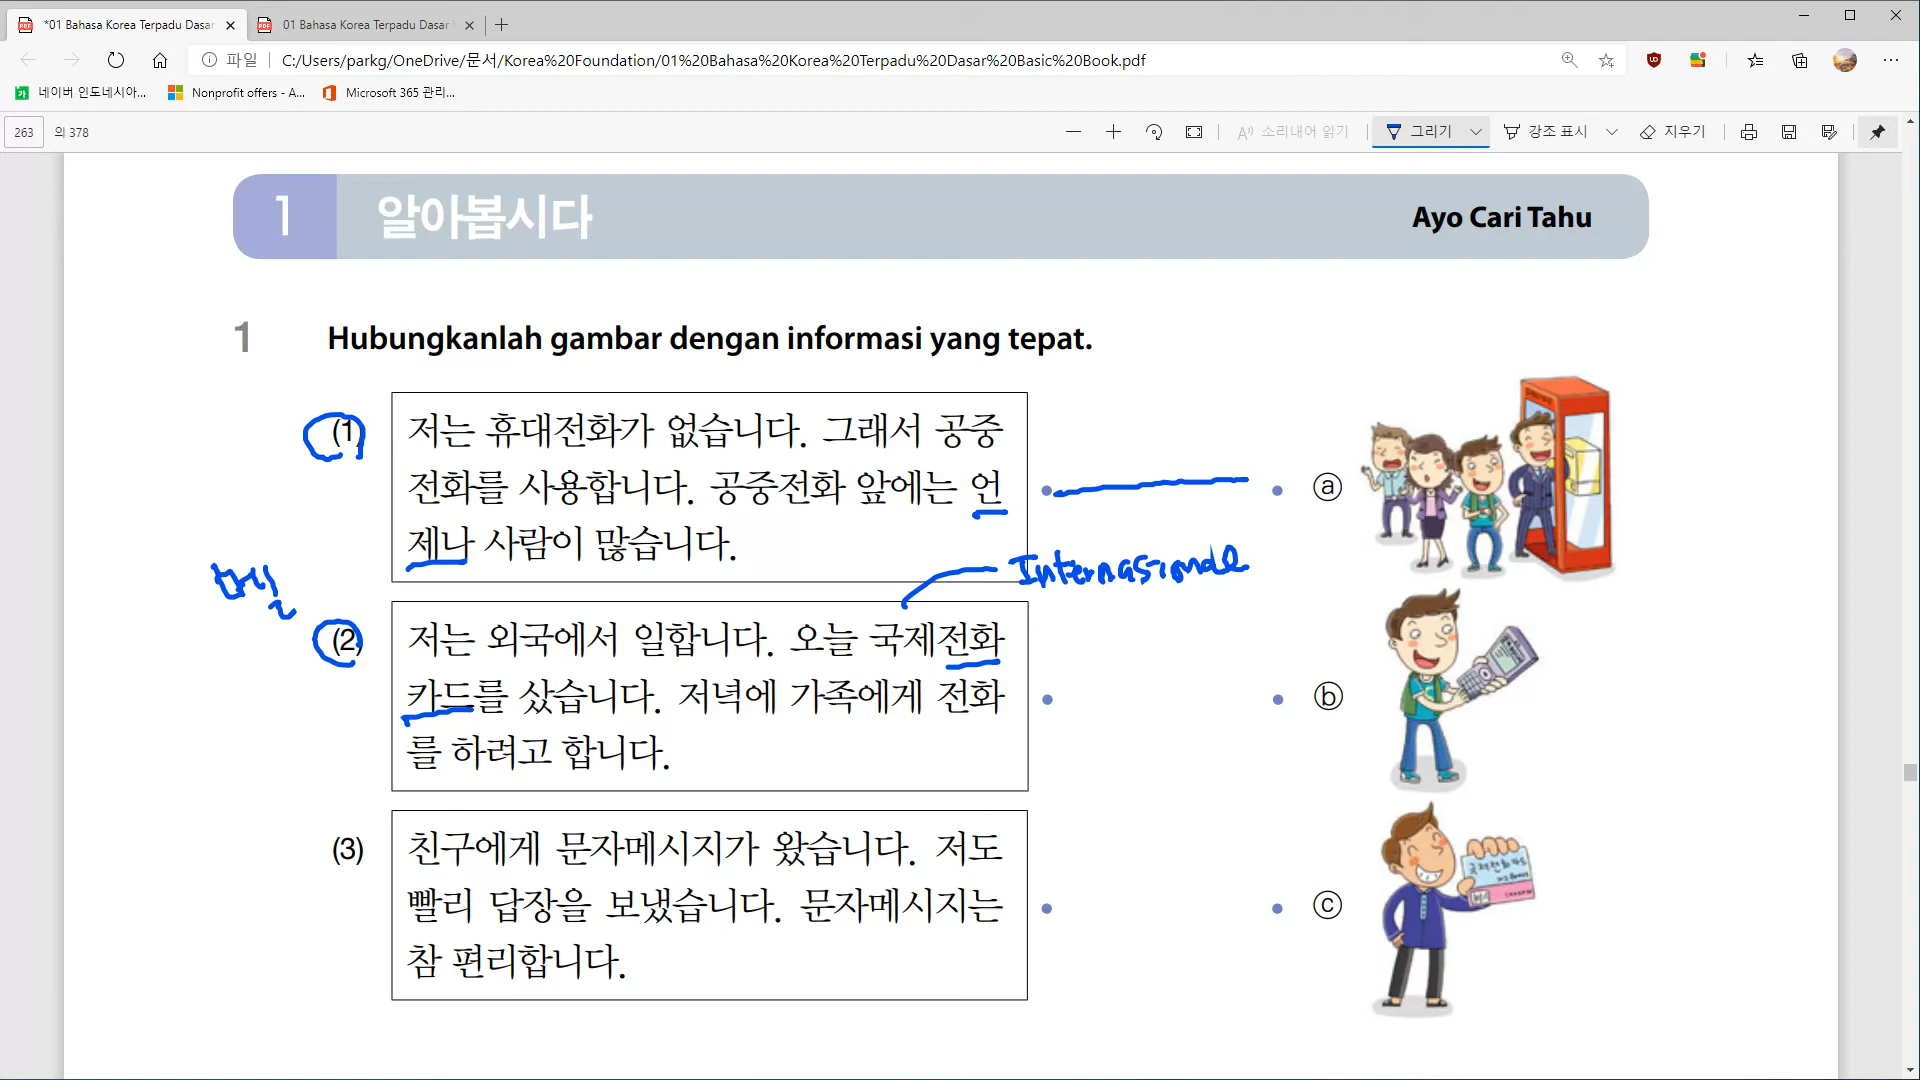 *01 Bahasa Korea Terpadu Dasar
01 Bahasa Korea Terpadu Dasar
파일
C:/Users/parkg/OneDrive/문서/Korea%20Foundation/01%20Bahasa%20Korea%20Terpadu%20Dasar%20Basic%20Book.pdf
네이버 인도네시아...
Nonprofit offers - A...
Microsoft 365 관리...
263 의 378
소리내어 읽기
그리기
강조 표시
지우기
1 알아봅시다 Ayo Cari Tahu
1 Hubungkanlah gambar dengan informasi yang tepat.
(1) 저는 휴대전화가 없습니다. 그래서 공중
전화를 사용합니다. 공중전화 앞에는 언
제나 사람이 많습니다.
ⓐ
Internasional
(2) 저는 외국에서 일합니다. 오늘 국제전화
카드를 샀습니다. 저녁에 가족에게 전화
를 하려고 합니다.
ⓑ
(3) 친구에게 문자메시지가 왔습니다. 저도
빨리 답장을 보냈습니다. 문자메시지는
참 편리합니다.
ⓒ
국제전화카드